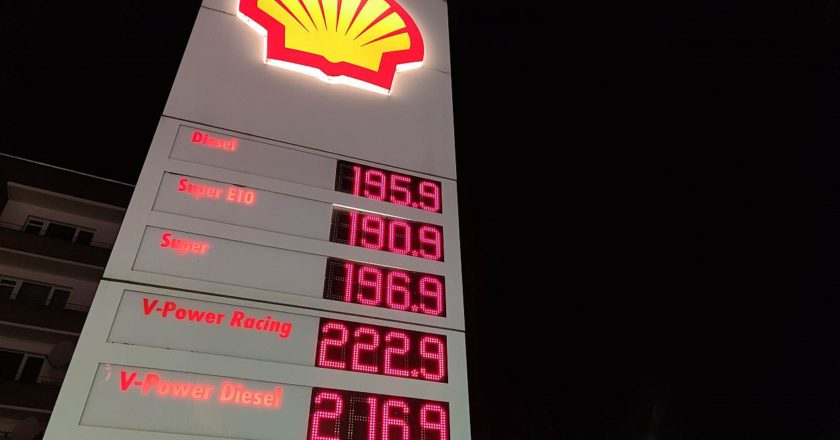 Diesel 195.9
Super E10 190.9
Super 196.9
V-Power Racing 222.9
V-Power Diesel 216.9